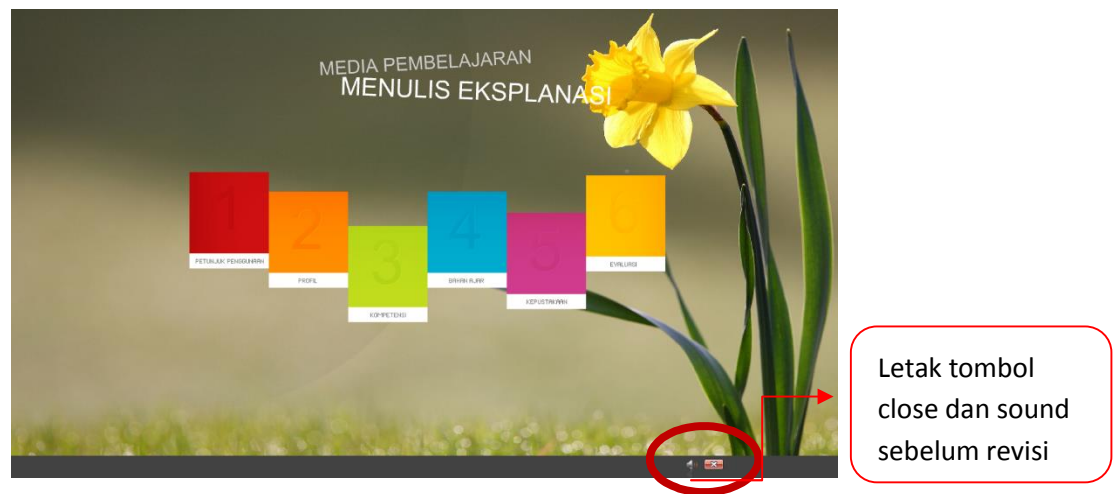 MEDIA PEMBELAJARAN
MENULIS EKSPLANASI
1
2
3
4
5
6
PETUNJUK PENGGUNAAN
PROFIL
KOMPETENSI
BAHAN AJAR
KEPUSTAKAAN
EVALUASI
Letak tombol
close dan sound
sebelum revisi